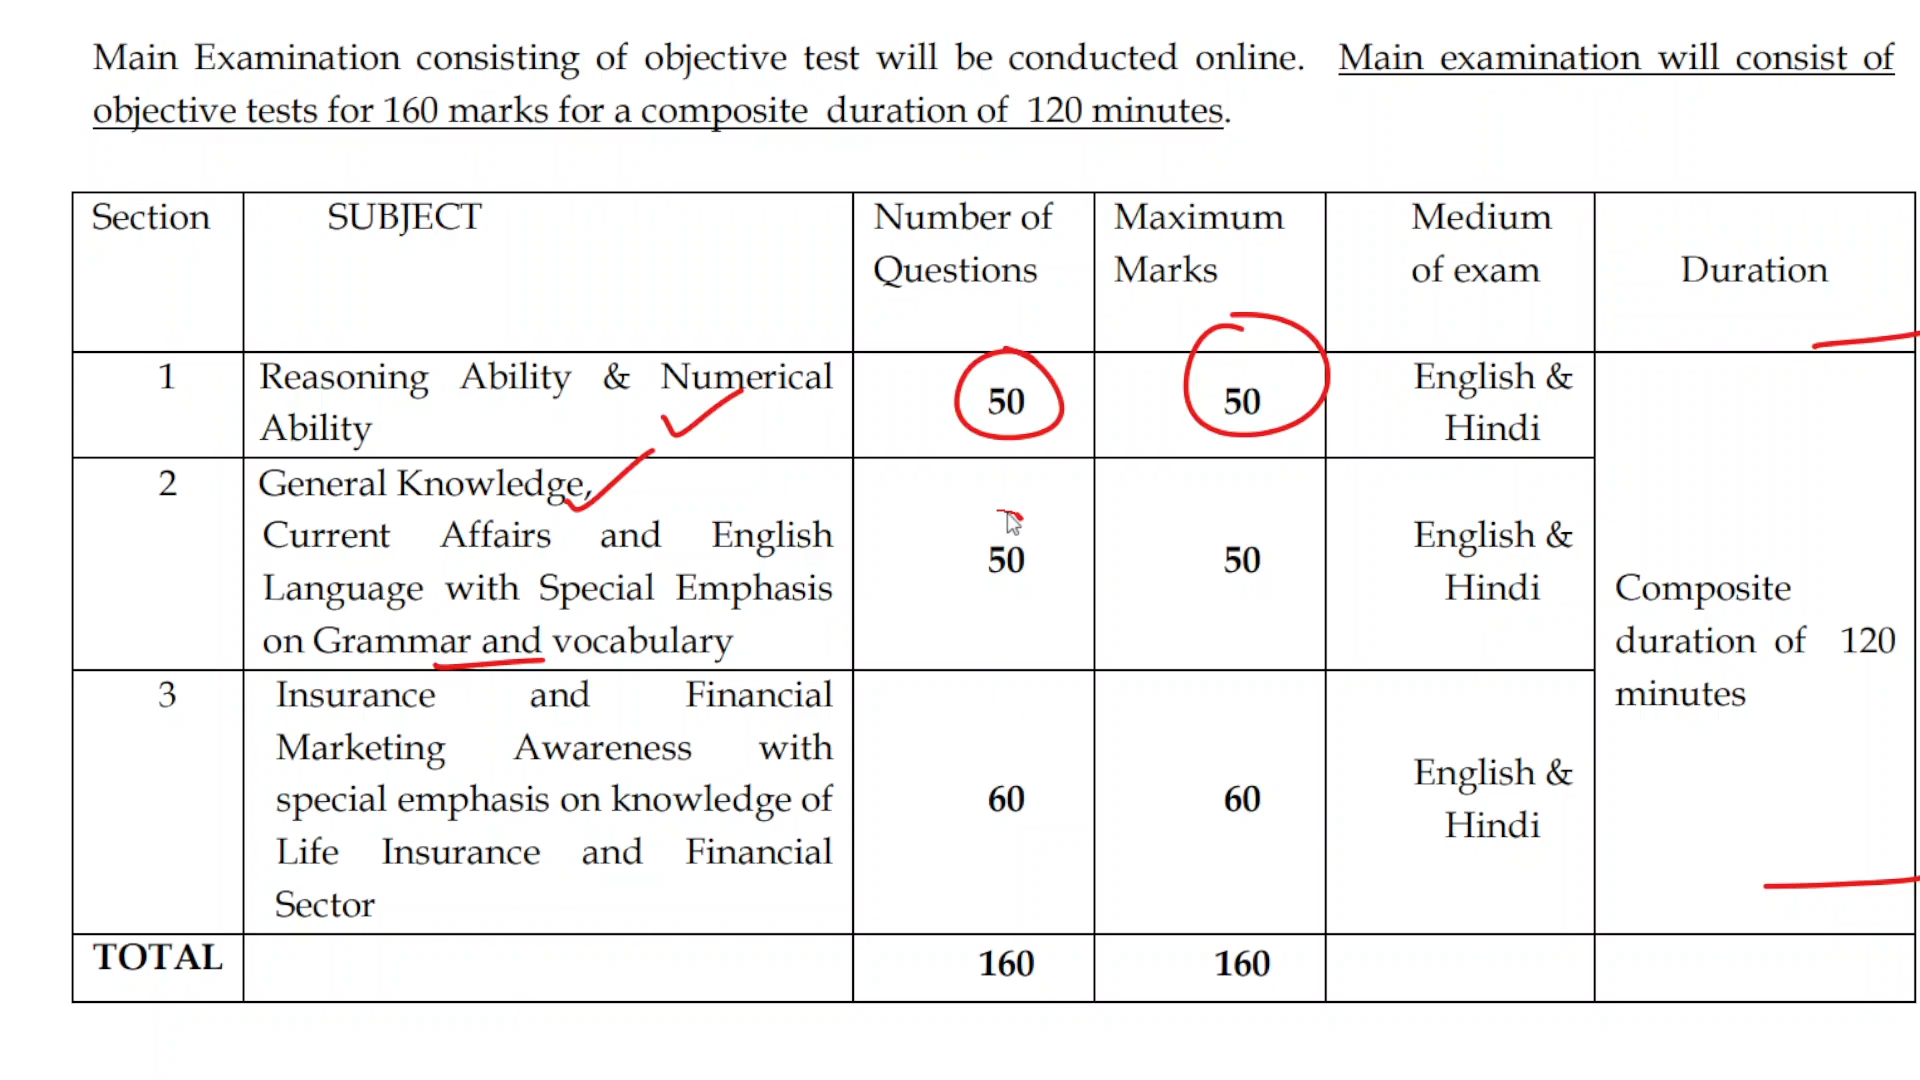 Main Examination consisting of objective test will be conducted online. Main examination will consist of
objective tests for 160 marks for a composite duration of 120 minutes.
Section
SUBJECT
Number of
Questions
Maximum
Marks
Medium
of exam
Duration
1
Reasoning Ability & Numerical
Ability
50
50
English &
Hindi
2
General Knowledge,
Current Affairs and English
Language with Special Emphasis
on Grammar and vocabulary
50
50
English &
Hindi
3
Insurance and Financial
Marketing Awareness with
special emphasis on knowledge of
Life Insurance and Financial
Sector
60
60
English &
Hindi
Composite
duration of 120
minutes
TOTAL
160
160